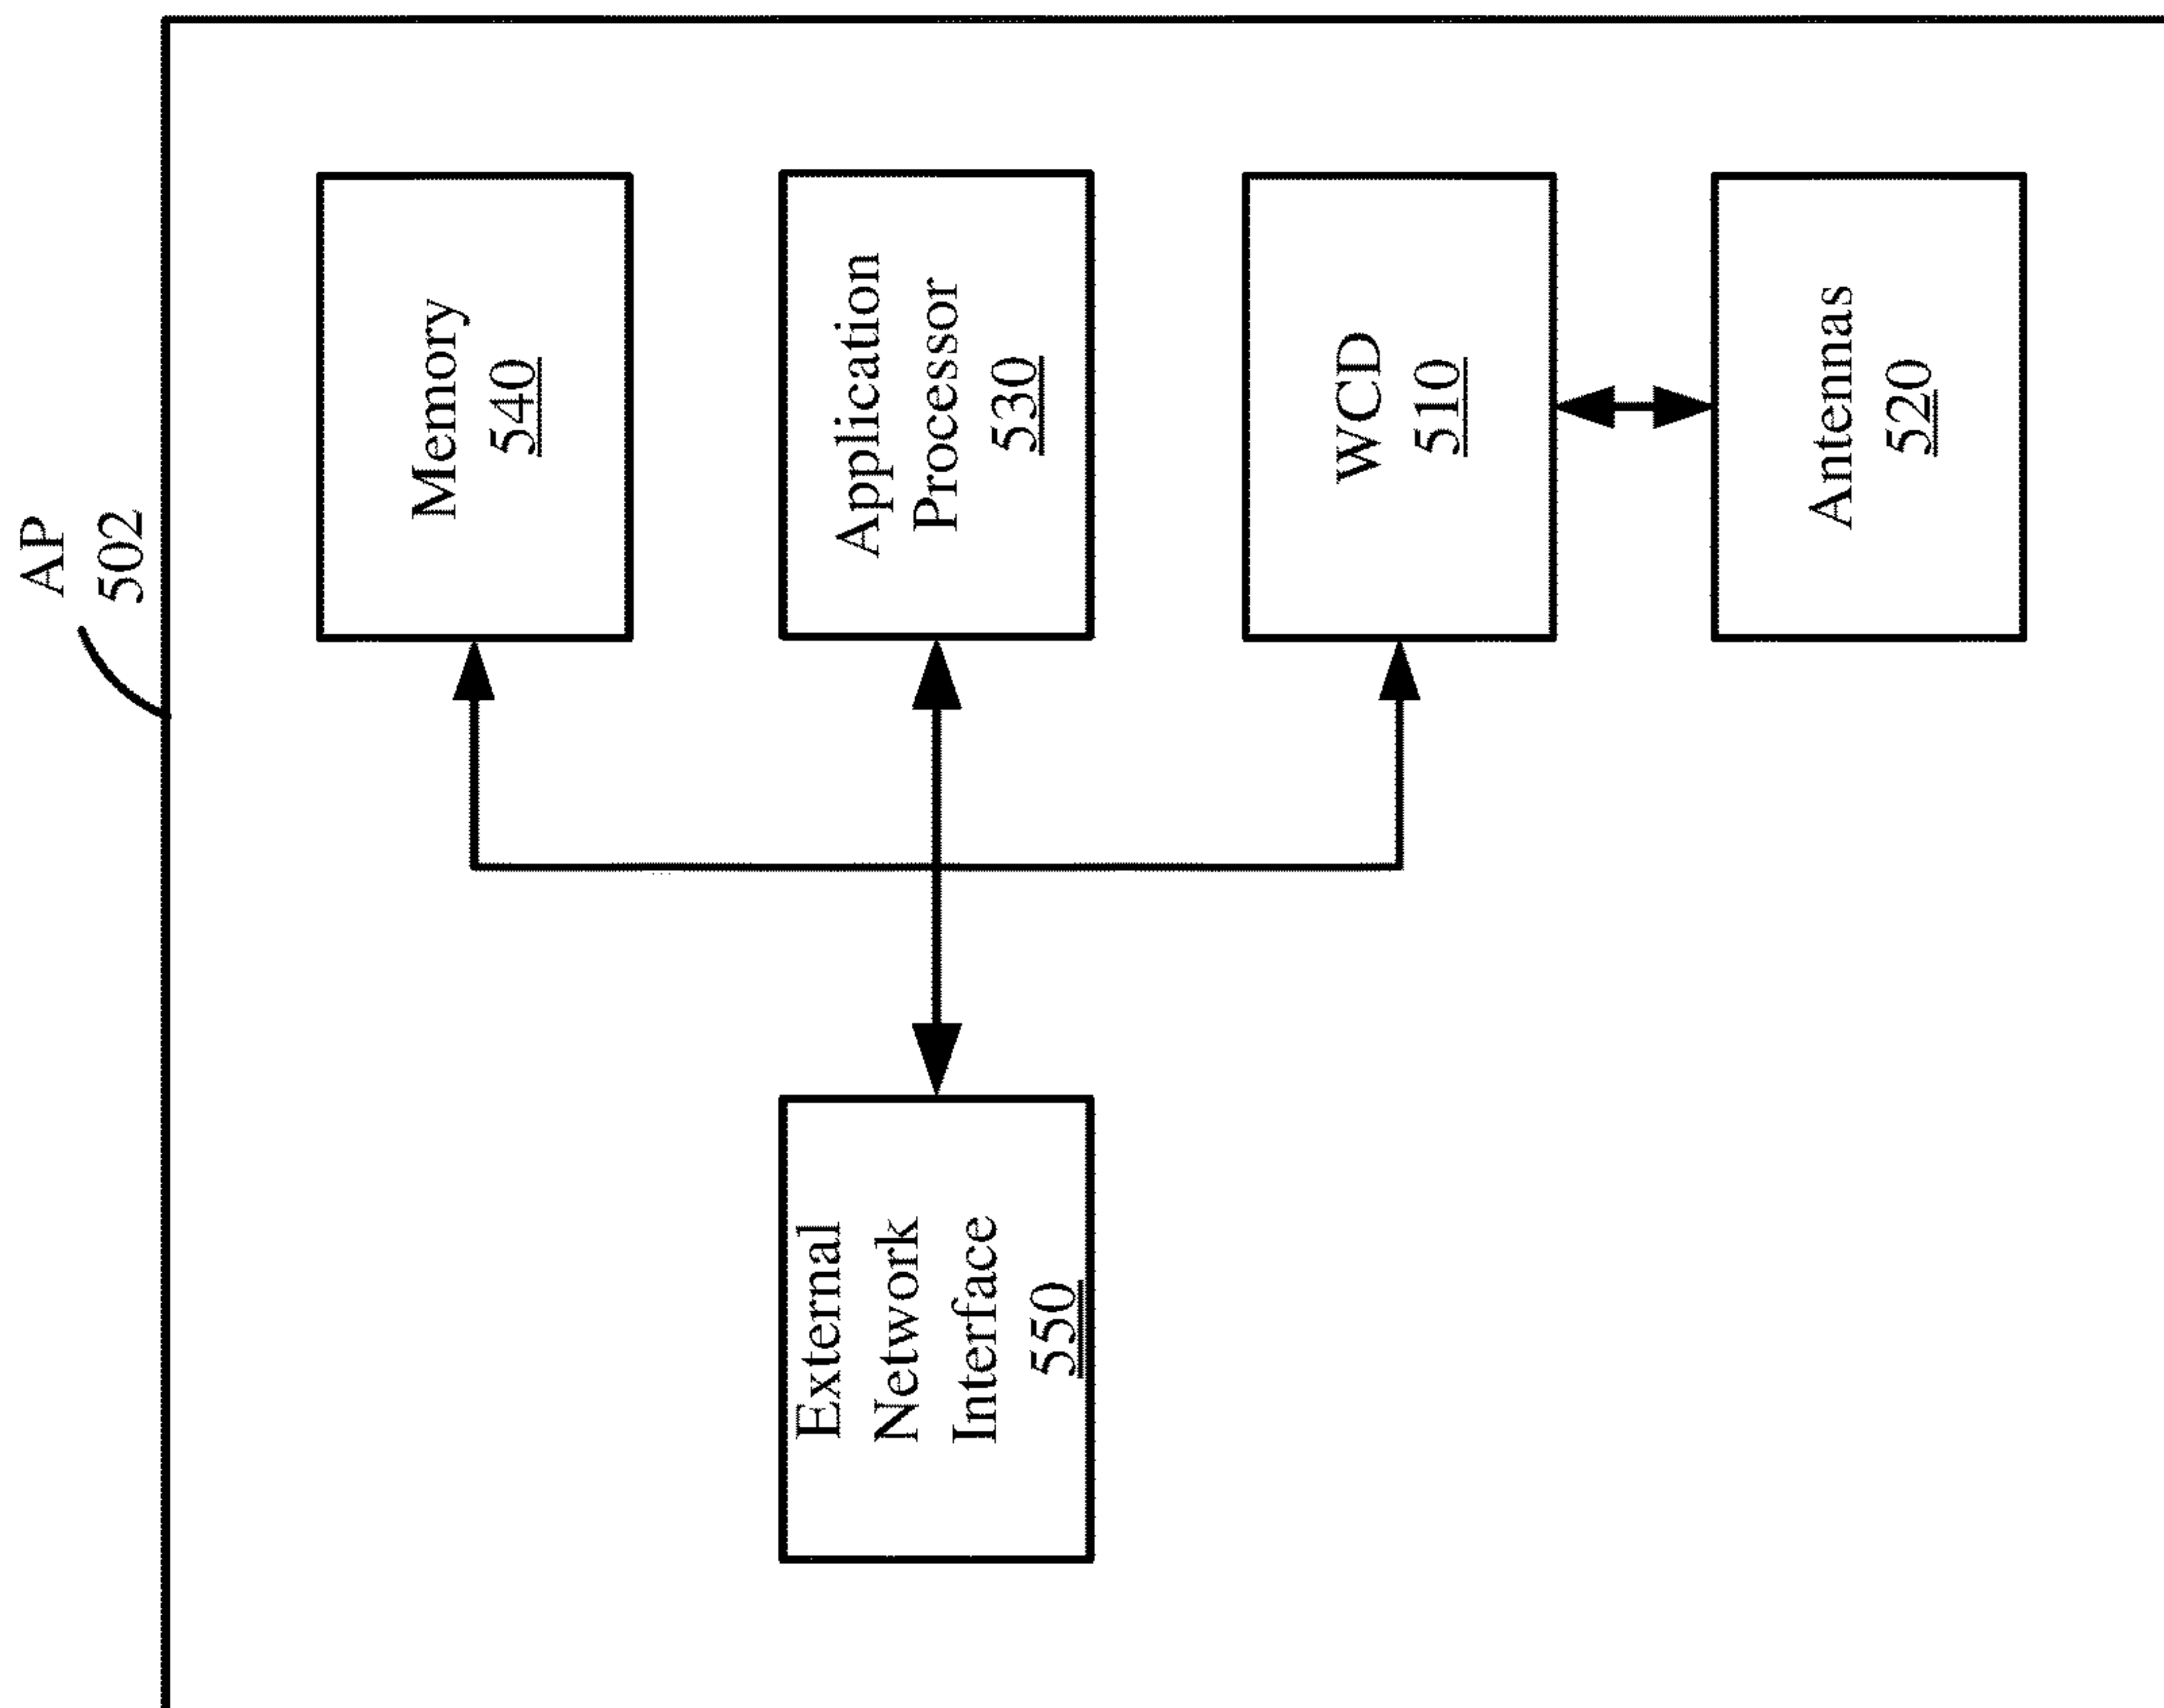 AP
502
Memory
540
Application
Processor
530
WCD
510
Antennas
520
External
Network
Interface
550